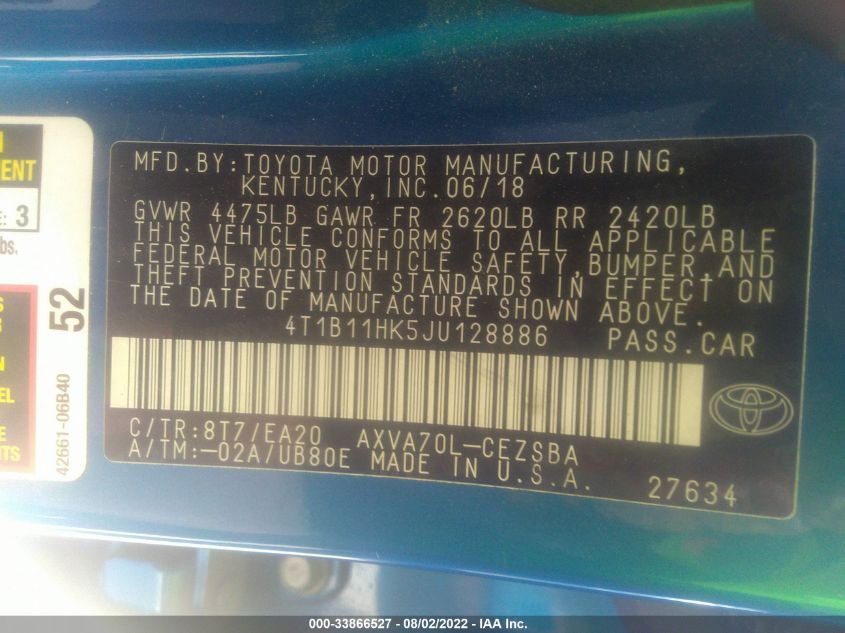 MFD.BY:TOYOTA MOTOR MANUFACTURING,
KENTUCKY,INC.06/18
GVWR 4475LB GAWR FR 2620LB RR 2420LB
THIS VEHICLE CONFORMS TO ALL APPLICABLE
FEDERAL MOTOR VEHICLE SAFETY,BUMPER,AND
THEFT PREVENTION STANDARDS IN EFFECT ON
THE DATE OF MANUFACTURE SHOWN ABOVE.
4T1B11HK5JU128886 PASS.CAR
C/TR:8T7/EA20 AXVA70L-CEZSBA
A/TM:-02A/UB80E MADE IN U.S.A.
27634
3
bs.
52
42661-06B40
000-33866527 - 08/02/2022 - IAA Inc.